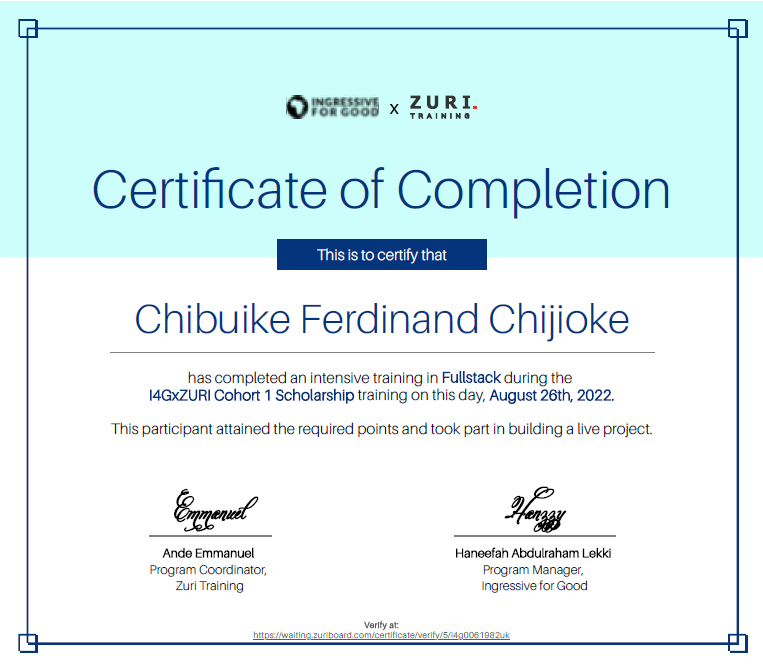 INGRESSIVE
FOR GOOD
x
ZURI.
TRAINING
Certificate of Completion
This is to certify that
Chibuike Ferdinand Chijioke
has completed an intensive training in Fullstack during the
I4GxZURI Cohort 1 Scholarship training on this day, August 26th, 2022.
This participant attained the required points and took part in building a live project.
Emmanuel
Hanzzy
Ande Emmanuel
Program Coordinator,
Zuri Training
Haneefah Abdulraham Lekki
Program Manager,
Ingressive for Good
Verify at:
https://waiting.zuriboard.com/certificate/verify/5/i4g0061982uk